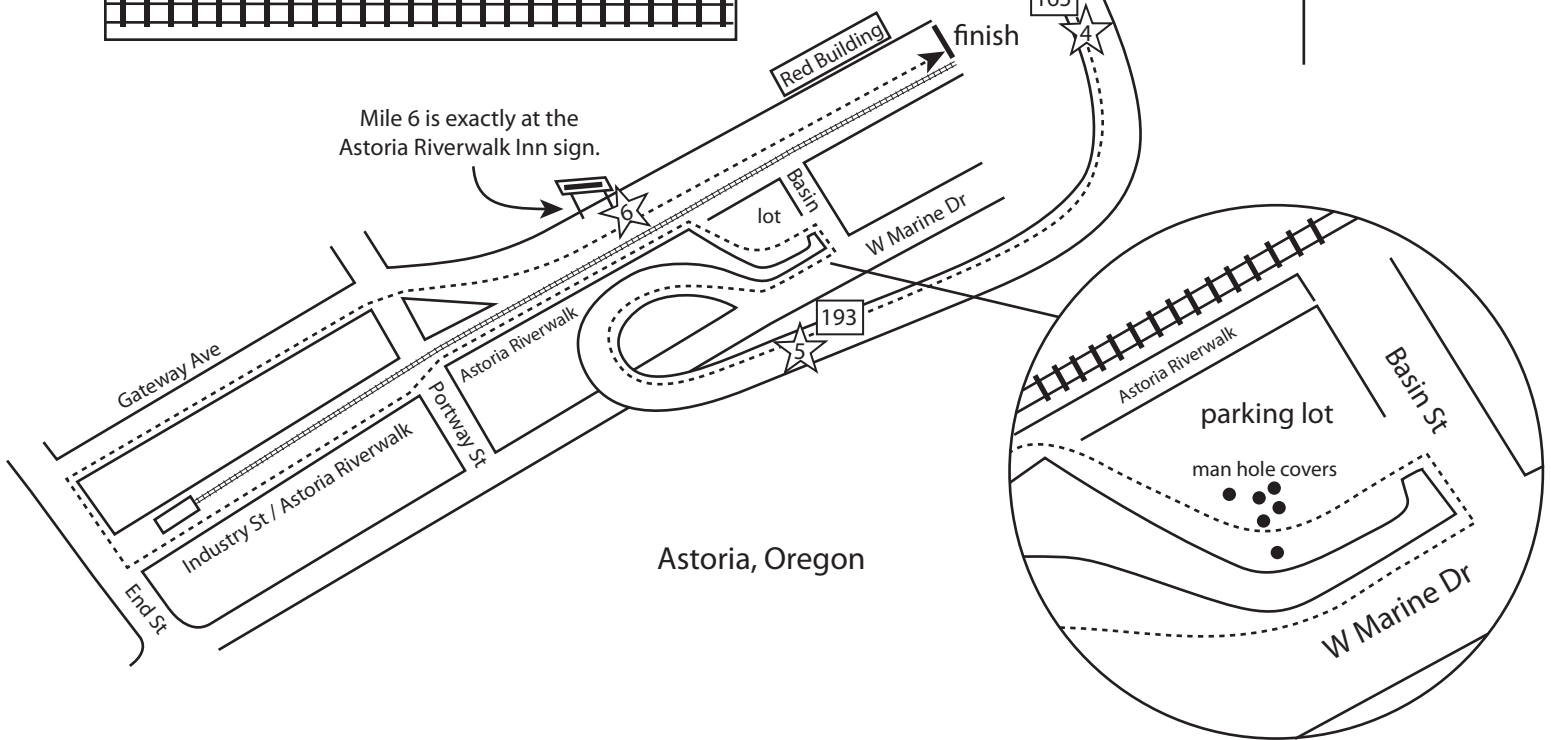 163
4
finish
Red Building
Mile 6 is exactly at the
Astoria Riverwalk Inn sign.
6
Basin
lot
W Marine Dr
193
5
Astoria Riverwalk
Gateway Ave
Portway St
Industry St / Astoria Riverwalk
End St
Astoria, Oregon
Astoria Riverwalk
Basin St
parking lot
man hole covers
W Marine Dr